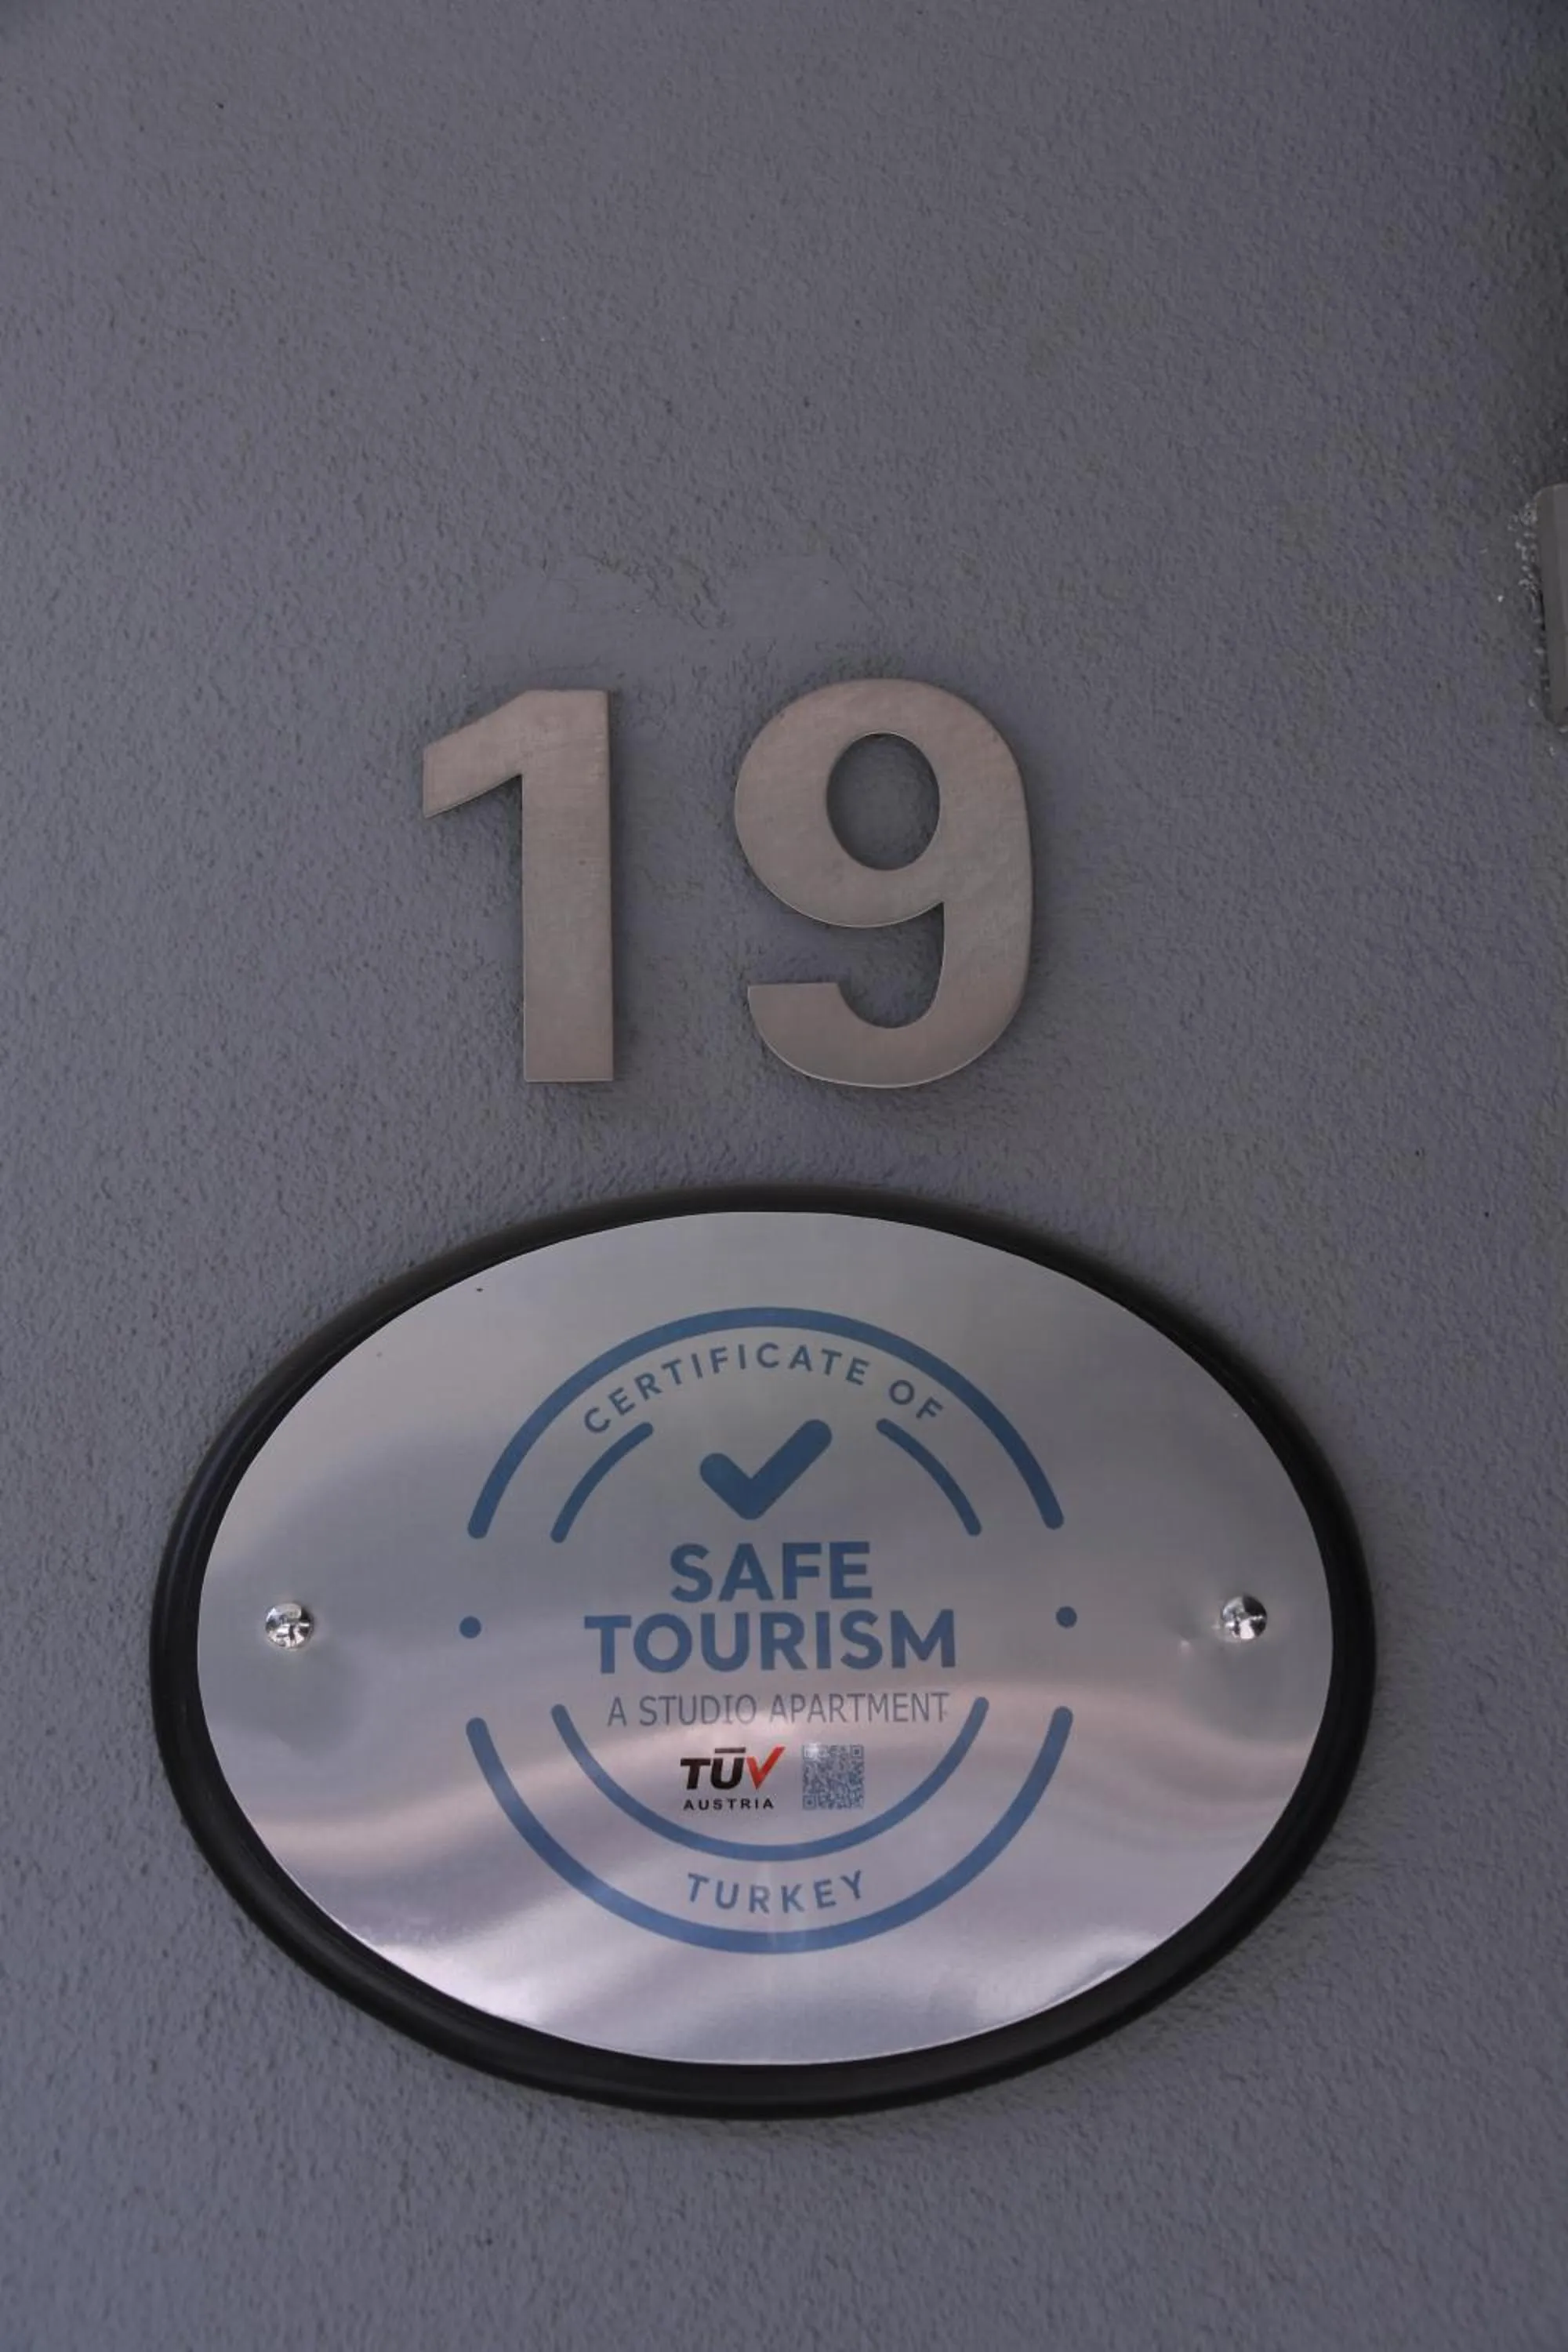 19
CERTIFICATE OF
SAFE
TOURISM
A STUDIO APARTMENT
TÜV
AUSTRIA
TURKEY